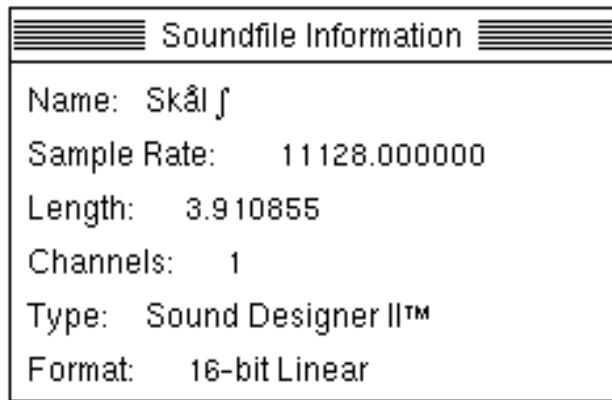 Soundfile Information
Name: Skål ∫
Sample Rate: 11128.000000
Length: 3.910855
Channels: 1
Type: Sound Designer II™
Format: 16-bit Linear